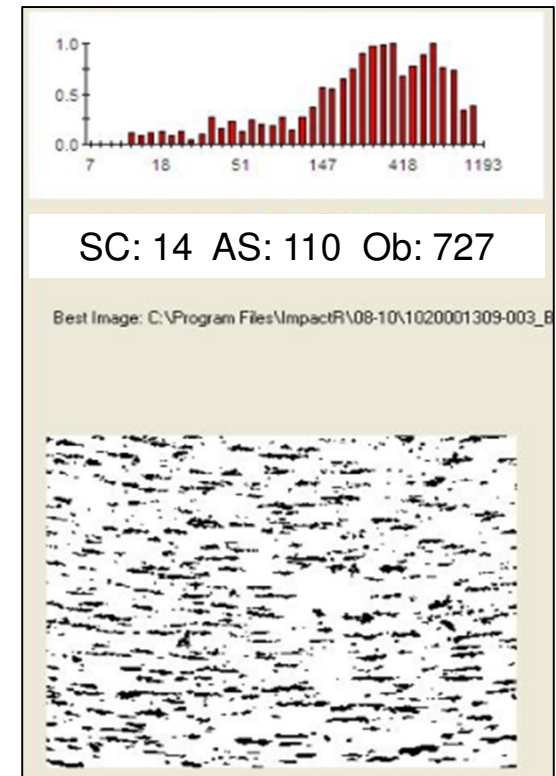 1.0
0.5
0.0
7 18 51 147 418 1193
SC: 14 AS: 110 Ob: 727
Best Image: C:\Program Files\ImpactR\08-10\1020001309-003_B